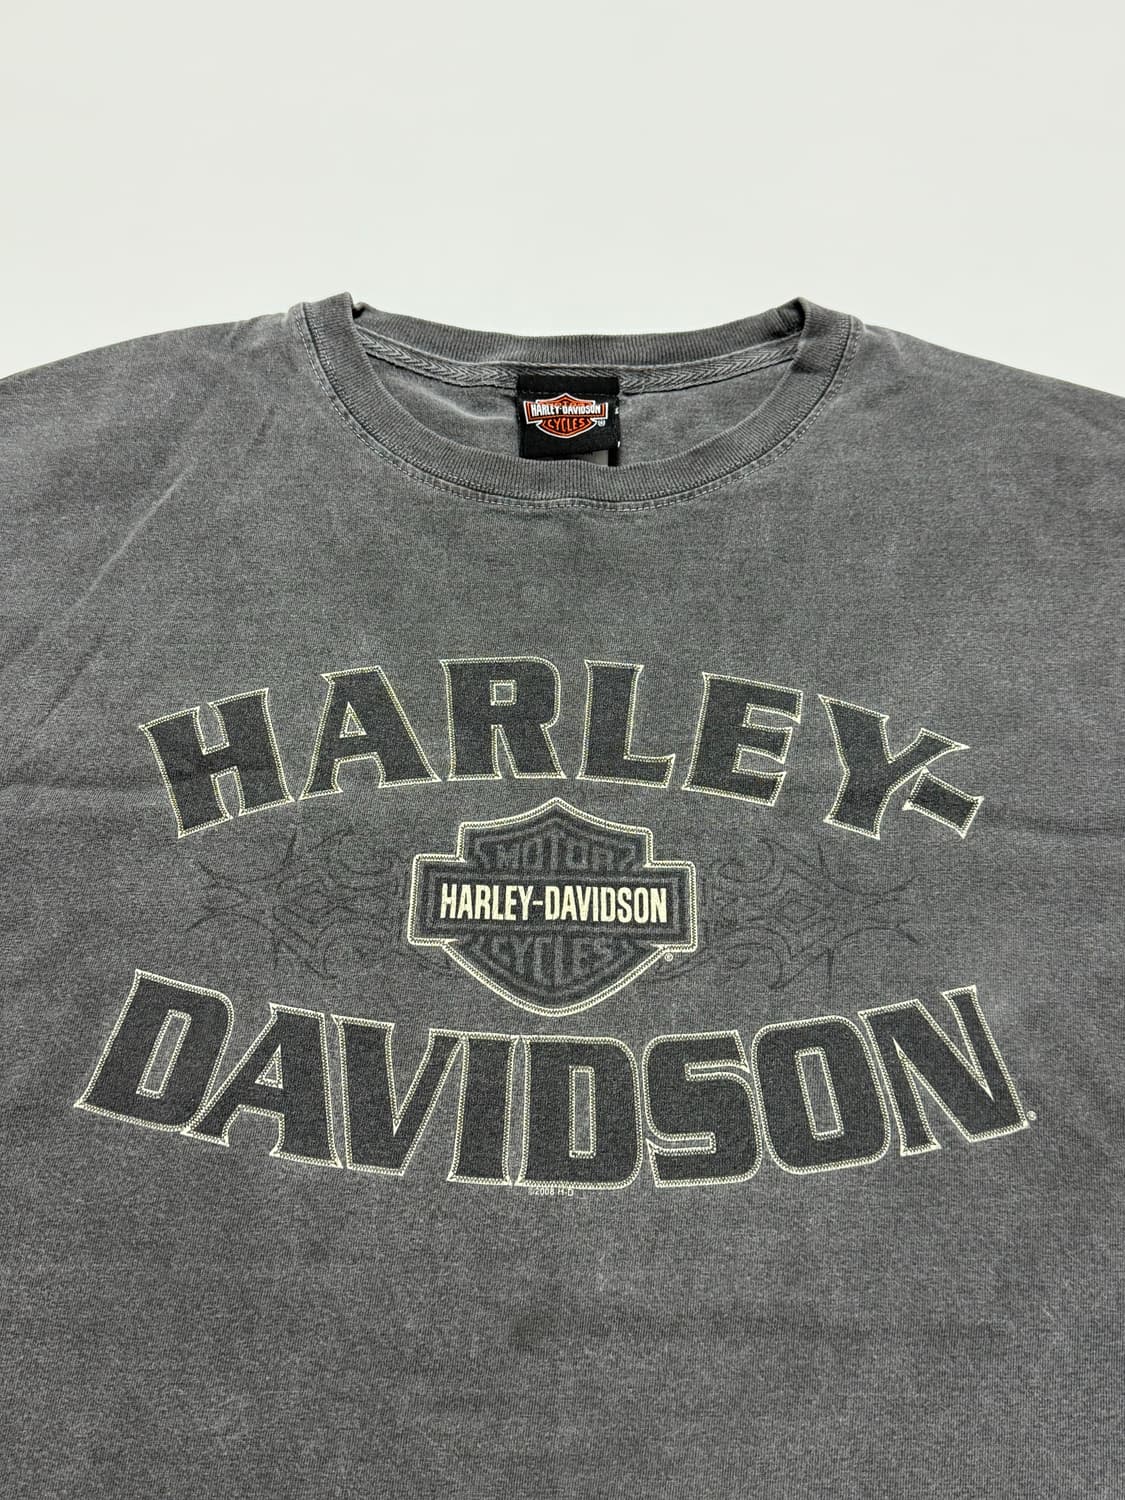 HARLEY-DAVIDSON
CYCLES®
HARLEY-
MOTOR
HARLEY-DAVIDSON
CYCLES
®
DAVIDSON®
©2008 H-D